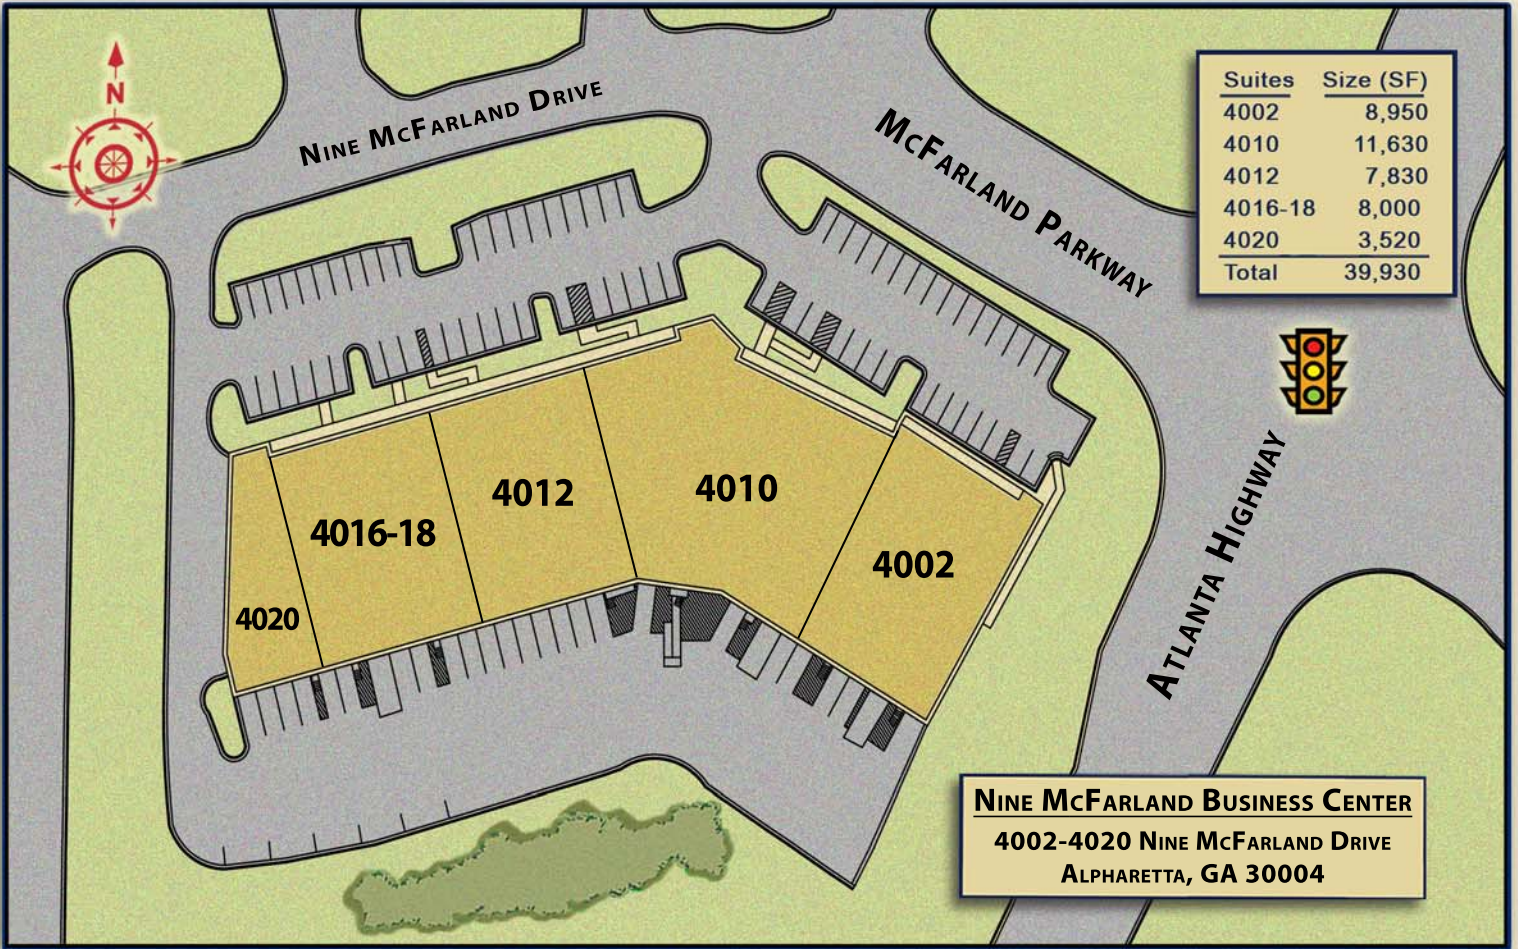 N
Nine McFarland Drive
McFarland Parkway
Suites Size (SF)
4002 8,950
4010 11,630
4012 7,830
4016-18 8,000
4020 3,520
Total 39,930
Atlanta Highway
4020
4016-18
4012
4010
4002
Nine McFarland Business Center
4002-4020 Nine McFarland Drive
Alpharetta, GA 30004